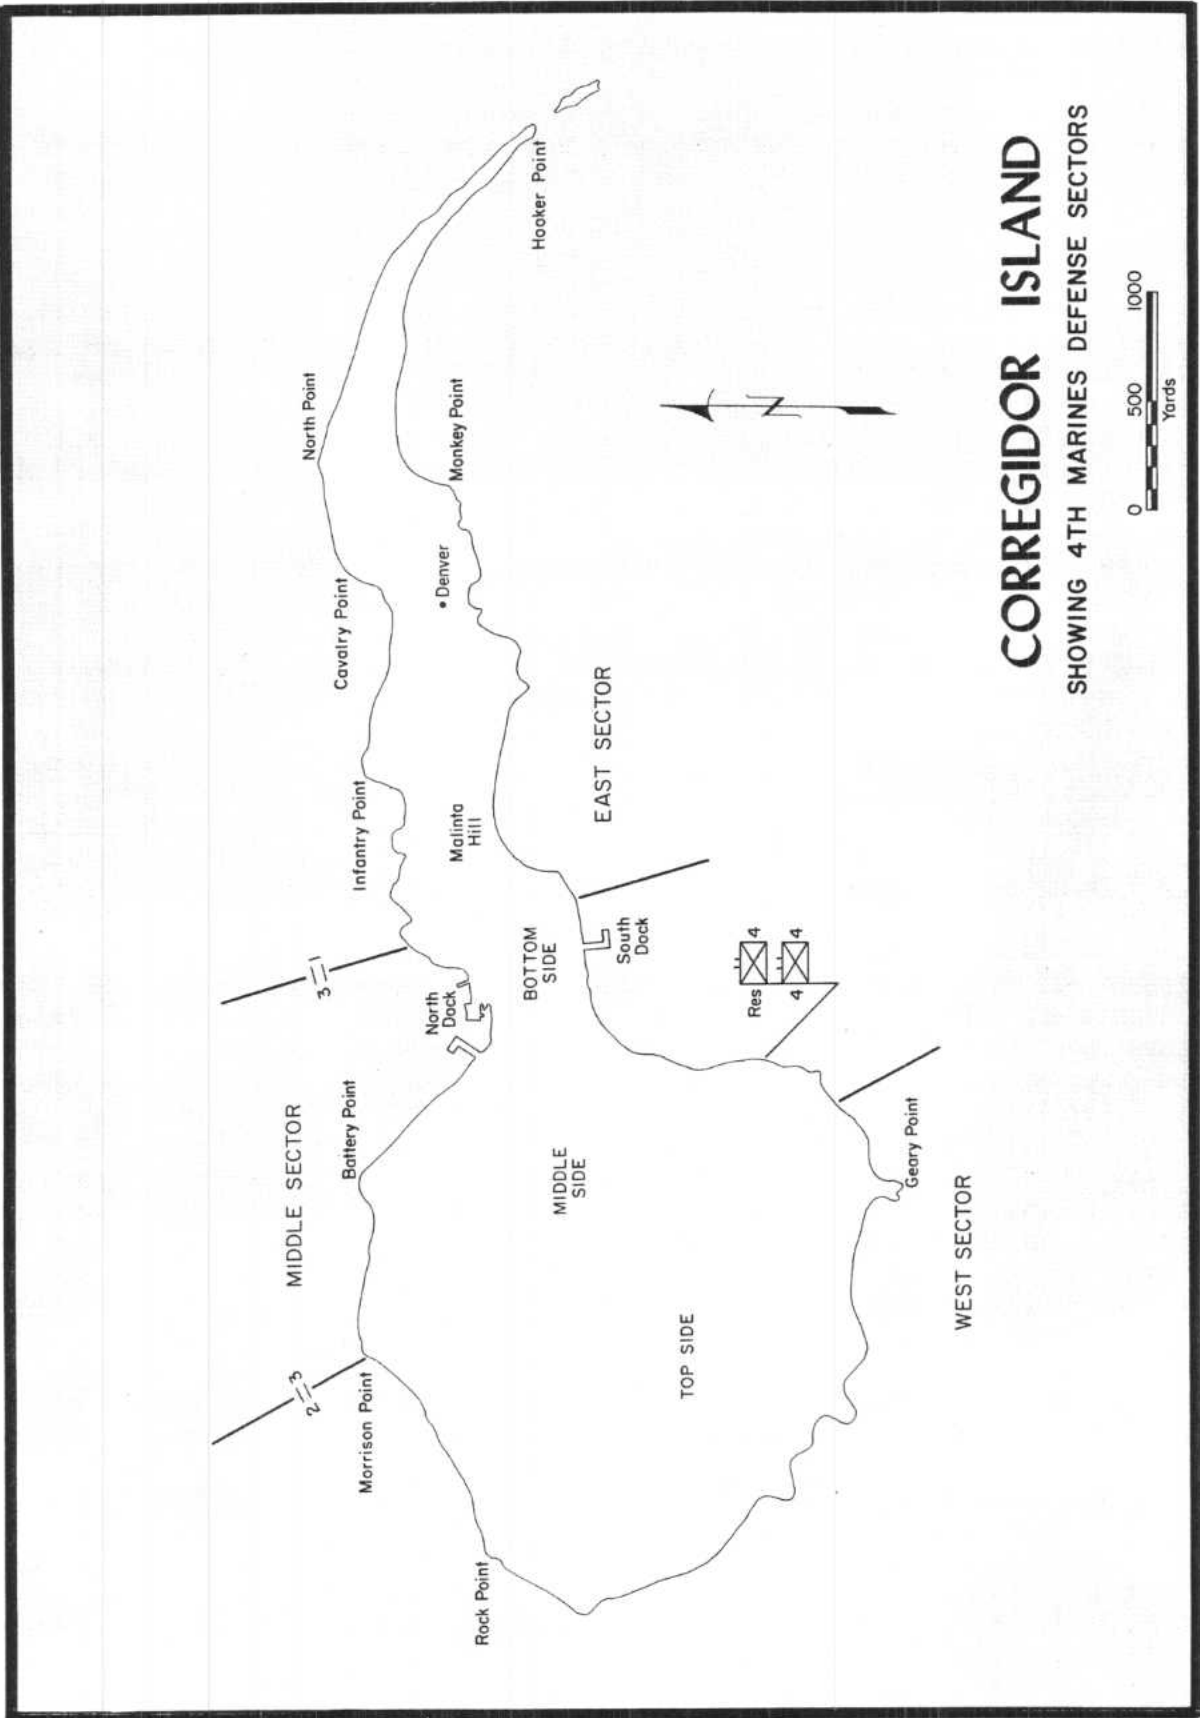 Hooker Point
North Point
Monkey Point
Cavalry Point
Denver
Infantry Point
Malinta
Hill
EAST SECTOR
3 1
North
Dock
3
BOTTOM
SIDE
South
Dock
Res 4
4 4
MIDDLE SECTOR
Battery Point
MIDDLE
SIDE
Geary Point
WEST SECTOR
2 3
Morrison Point
TOP SIDE
Rock Point
N
CORREGIDOR ISLAND
SHOWING 4TH MARINES DEFENSE SECTORS
0 500 1000
Yards